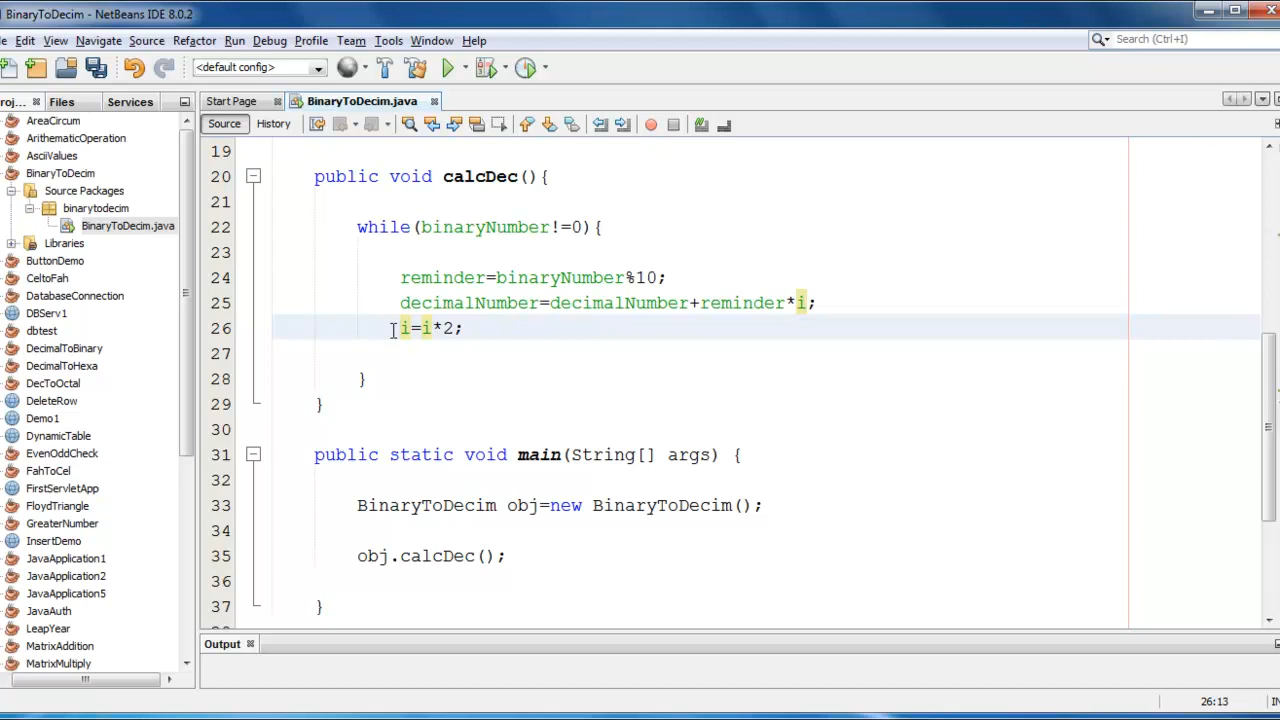 BinaryToDecim - NetBeans IDE 8.0.2
e Edit View Navigate Source Refactor Run Debug Profile Team Tools Window Help
Search (Ctrl+I)
<default config>
roj... Files Services
Start Page BinaryToDecim.java
Source History
AreaCircum
ArithematicOperation
AsciiValues
BinaryToDecim
Source Packages
binarytodecim
BinaryToDecim.java
Libraries
ButtonDemo
CeltoFah
DatabaseConnection
DBServ1
dbtest
DecimalToBinary
DecimalToHexa
DecToOctal
DeleteRow
Demo1
DynamicTable
EvenOddCheck
FahToCel
FirstServletApp
FloydTriangle
GreaterNumber
InsertDemo
JavaApplication1
JavaApplication2
JavaApplication5
JavaAuth
LeapYear
MatrixAddition
MatrixMultiply
19
20 public void calcDec(){
21
22 while(binaryNumber!=0){
23
24 reminder=binaryNumber%10;
25 decimalNumber=decimalNumber+reminder*i;
26 i=i*2;
27
28 }
29 }
30
31 public static void main(String[] args) {
32
33 BinaryToDecim obj=new BinaryToDecim();
34
35 obj.calcDec();
36
37 }
Output
26:13 IN